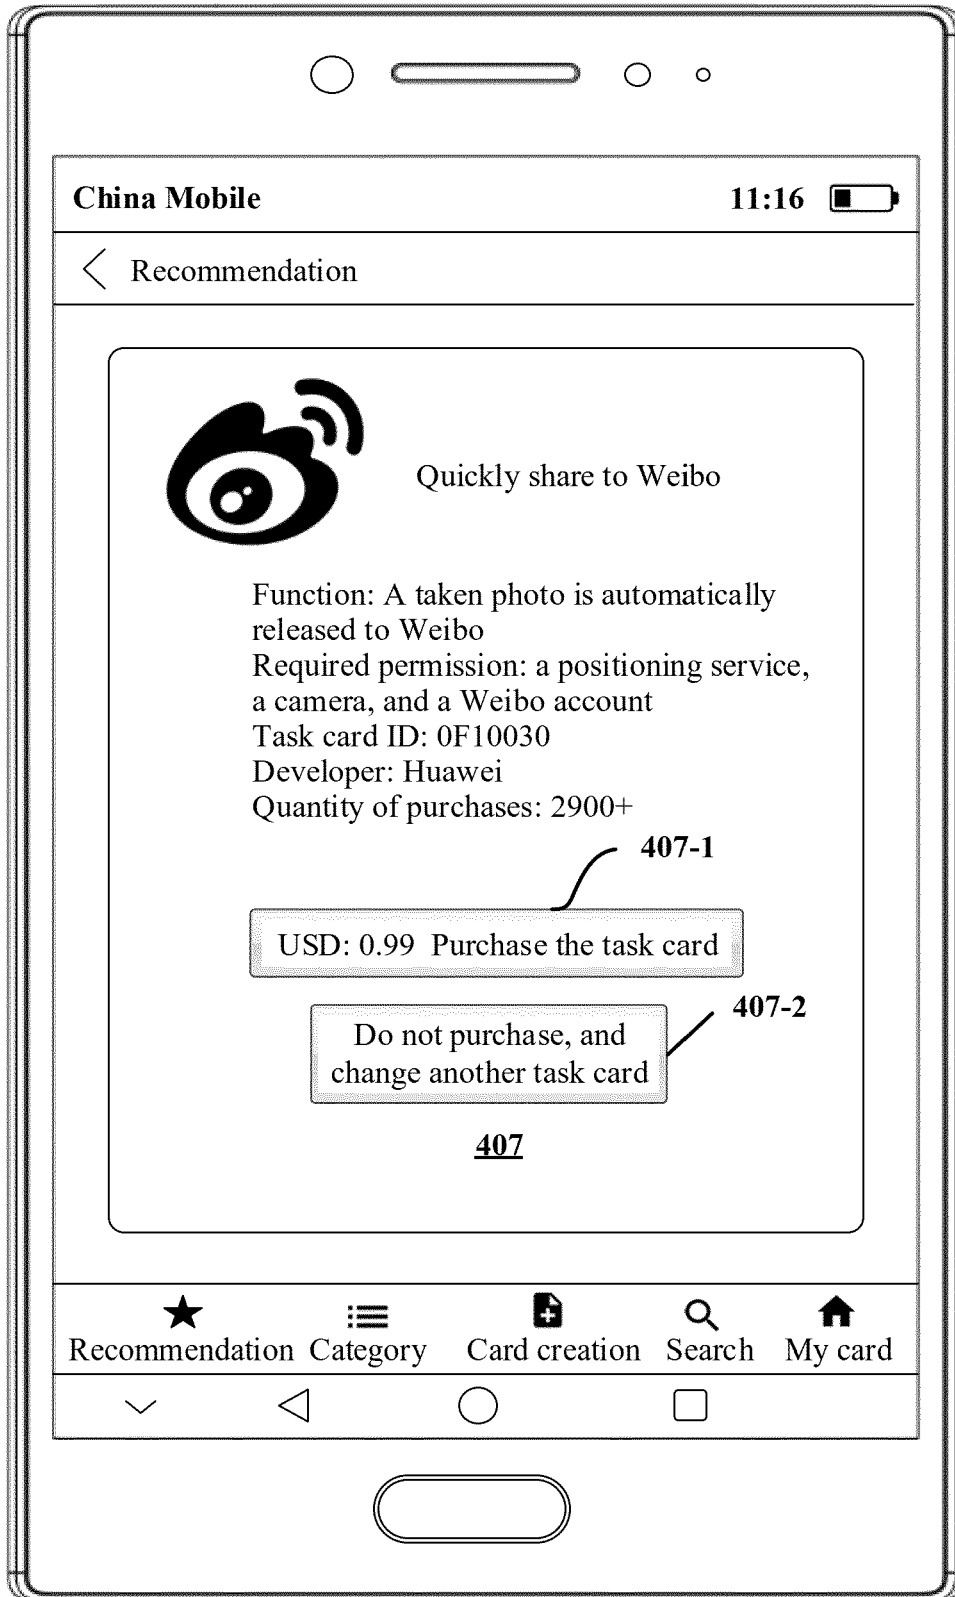 China Mobile 11:16
Recommendation
Quickly share to Weibo
Function: A taken photo is automatically
released to Weibo
Required permission: a positioning service,
a camera, and a Weibo account
Task card ID: 0F10030
Developer: Huawei
Quantity of purchases: 2900+
407-1
USD: 0.99 Purchase the task card
407-2
Do not purchase, and
change another task card
407
Recommendation Category Card creation Search My card